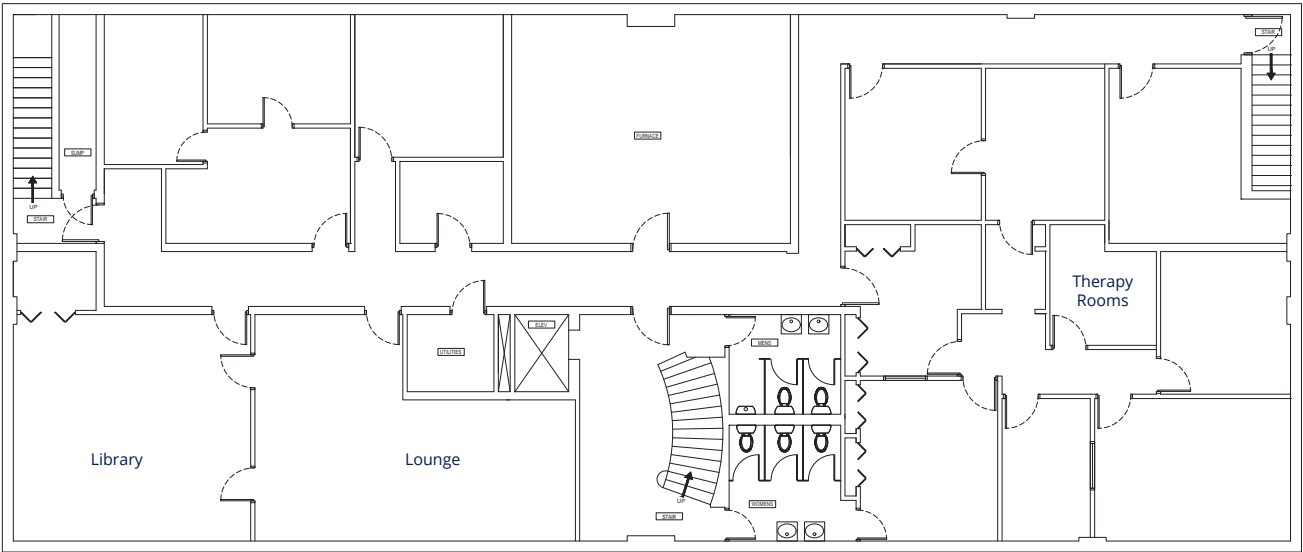 STAIR
UP
FURNACE
SUMP
UP
STAIR
Therapy
Rooms
ELEV
MENS
UTILITIES
Library
Lounge
UP
WOMENS
STAIR